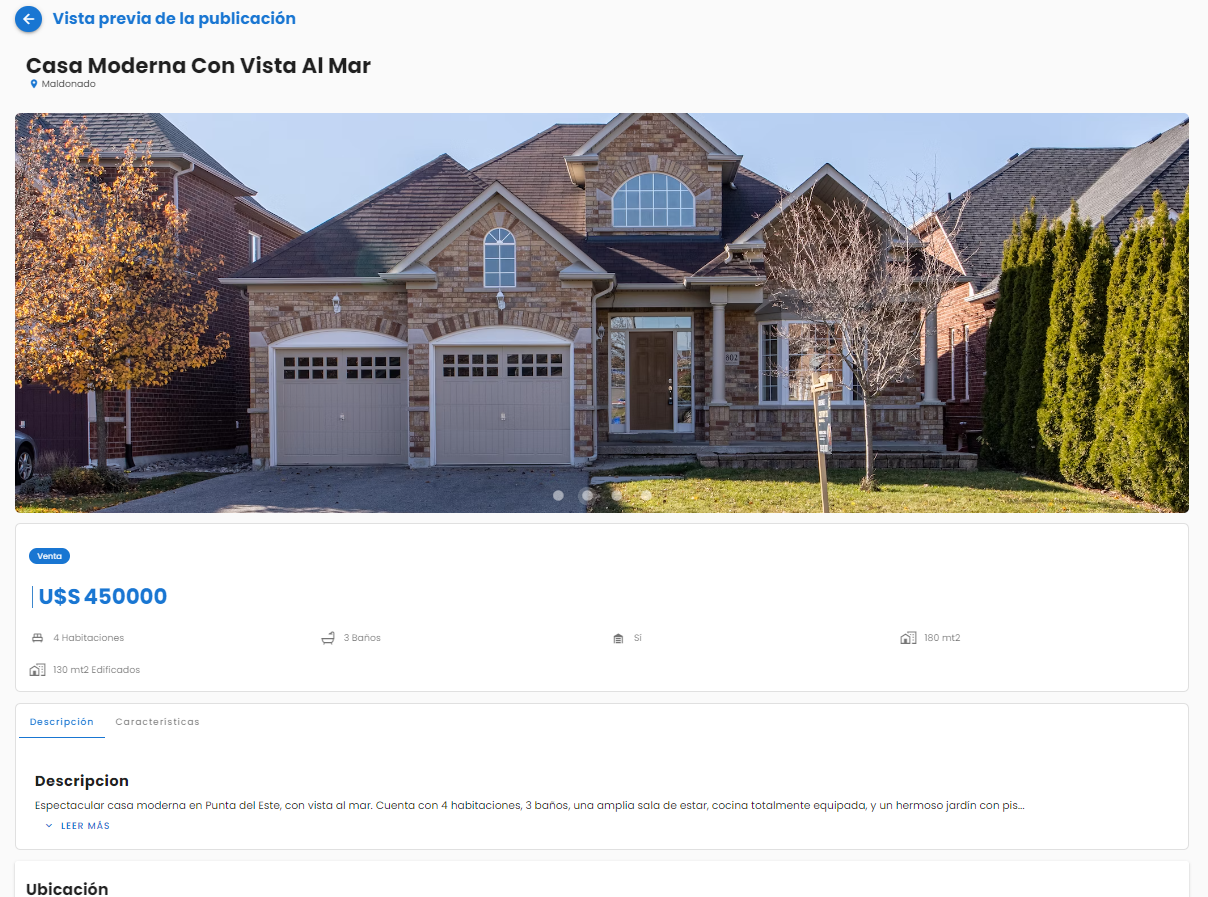 Vista previa de la publicación
Casa Moderna Con Vista Al Mar
Maldonado
802
Venta
U$S 450000
4 Habitaciones
3 Baños
Sí
180 mt2
130 mt2 Edificados
Descripción
Características
Descripcion
Espectacular casa moderna en Punta del Este, con vista al mar. Cuenta con 4 habitaciones, 3 baños, una amplia sala de estar, cocina totalmente equipada, y un hermoso jardín con pis...
LEER MÁS
Ubicación